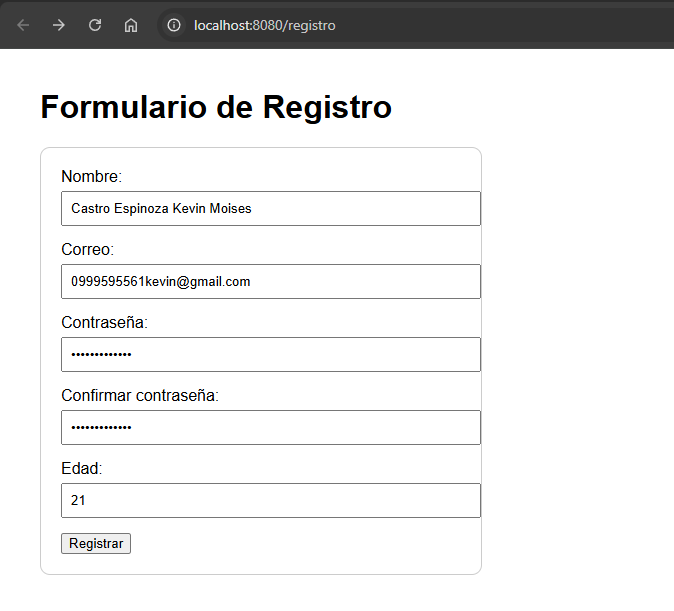 localhost:8080/registro
Formulario de Registro
Nombre:
Castro Espinoza Kevin Moises
Correo:
0999595561kevin@gmail.com
Contraseña:
•••••••••••••
Confirmar contraseña:
•••••••••••••
Edad:
21
Registrar